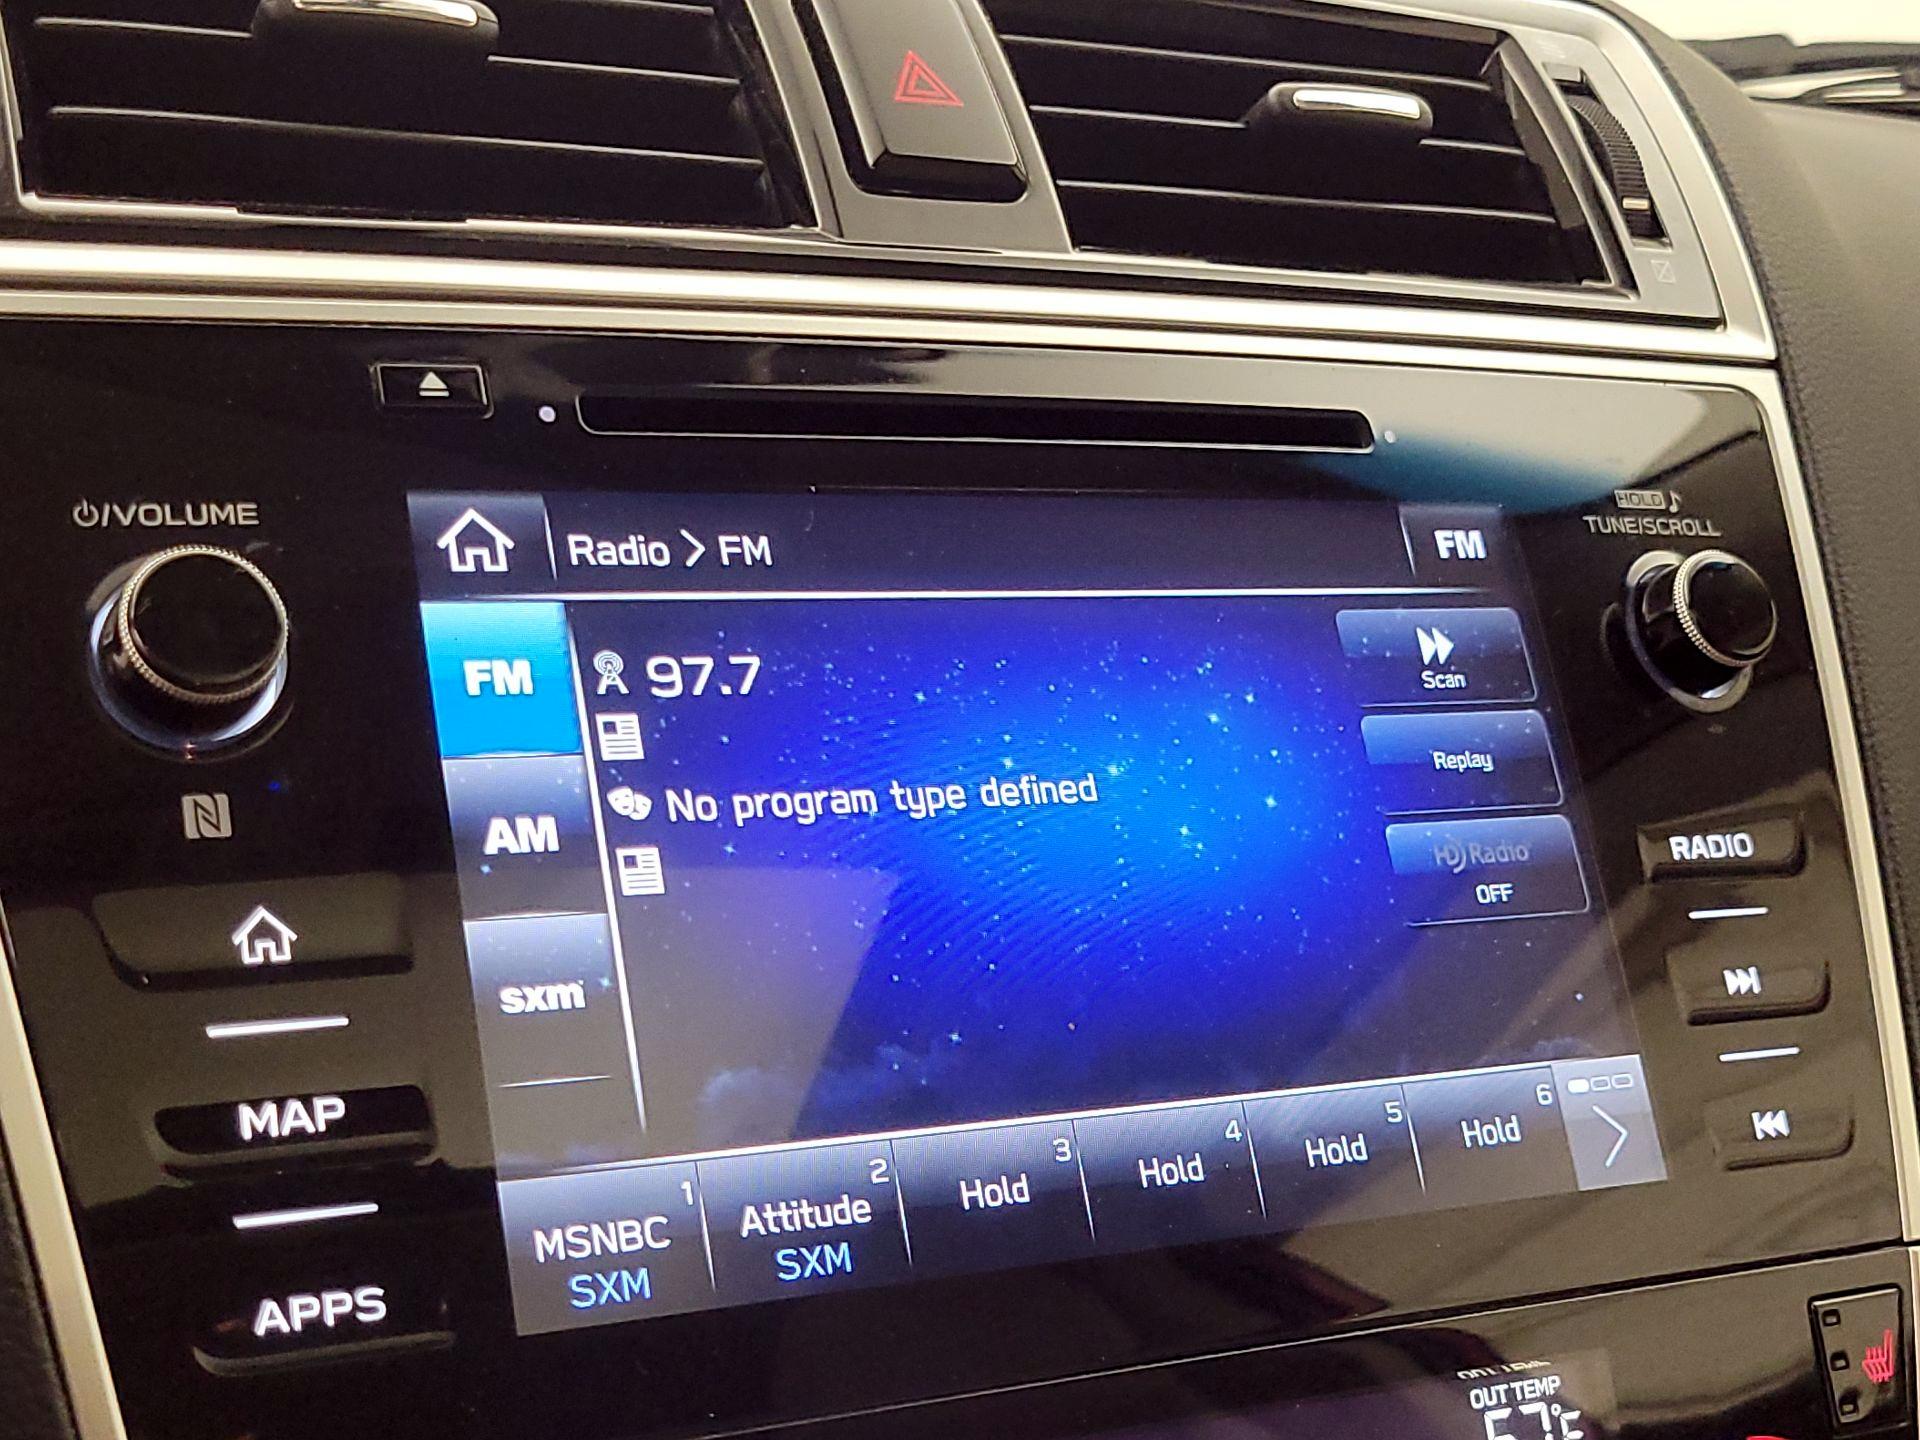 /VOLUME
HOLD
TUNE/SCROLL
Radio > FM
FM
FM
97.7
Scan
Replay
No program type defined
AM
HD Radio
OFF
RADIO
sxm
MAP
1
2
3
4
5
6
MSNBC
Attitude
Hold
Hold
Hold
Hold
SXM
SXM
APPS
OUT TEMP